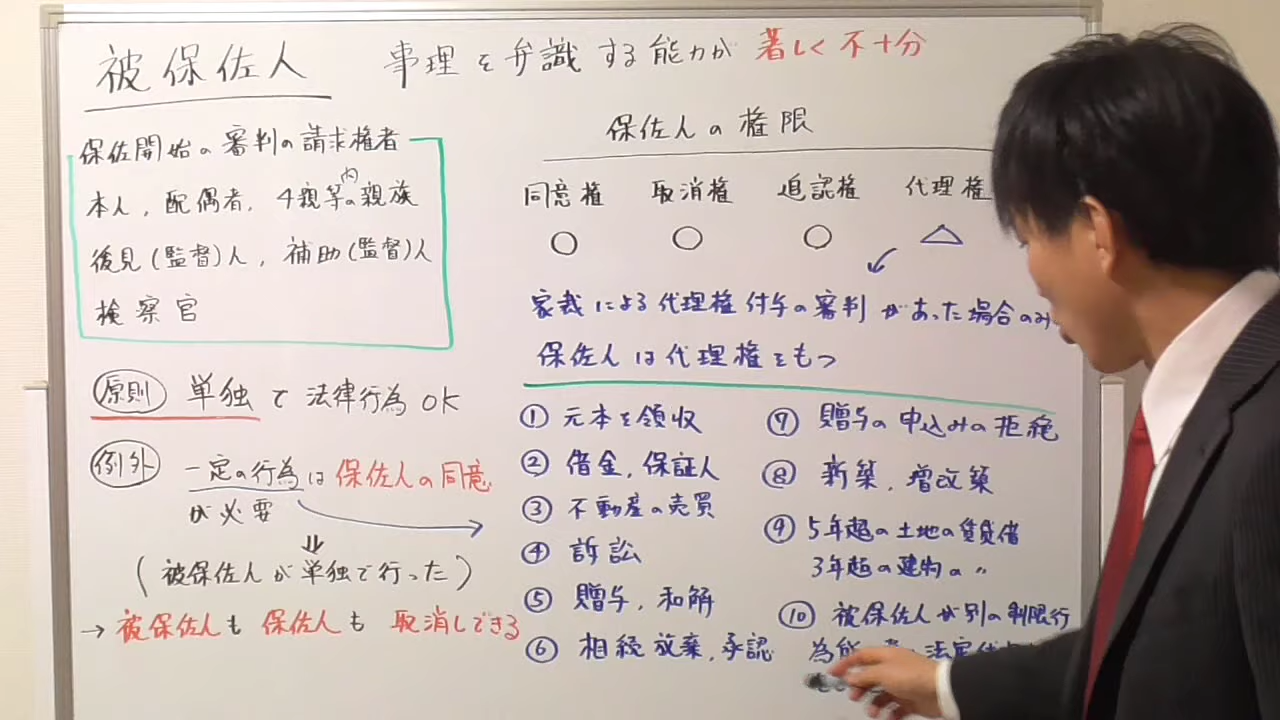 被保佐人 事理を弁識する能力が著しく不十分
保佐開始の審判の請求権者
本人，配偶者，4親等内の親族
後見(監督)人，補助(監督)人
検察官
原則 単独で法律行為OK
例外 一定の行為は保佐人の同意
が必要
(被保佐人が単独で行った)
→被保佐人も保佐人も取消しできる
保佐人の権限
同意権 取消権 追認権 代理権
○ ○ ○ △
家裁による代理権付与の審判があった場合のみ
保佐人は代理権をもつ
① 元本を領収
② 借金，保証人
③ 不動産の売買
④ 訴訟
⑤ 贈与，和解
⑥ 相続放棄，承認
⑦ 贈与の申込みの拒絶
⑧ 新築，増改築
⑨ 5年超の土地の賃貸借
3年超の建物の 〃
⑩ 被保佐人が別の制限行
為能 法定代